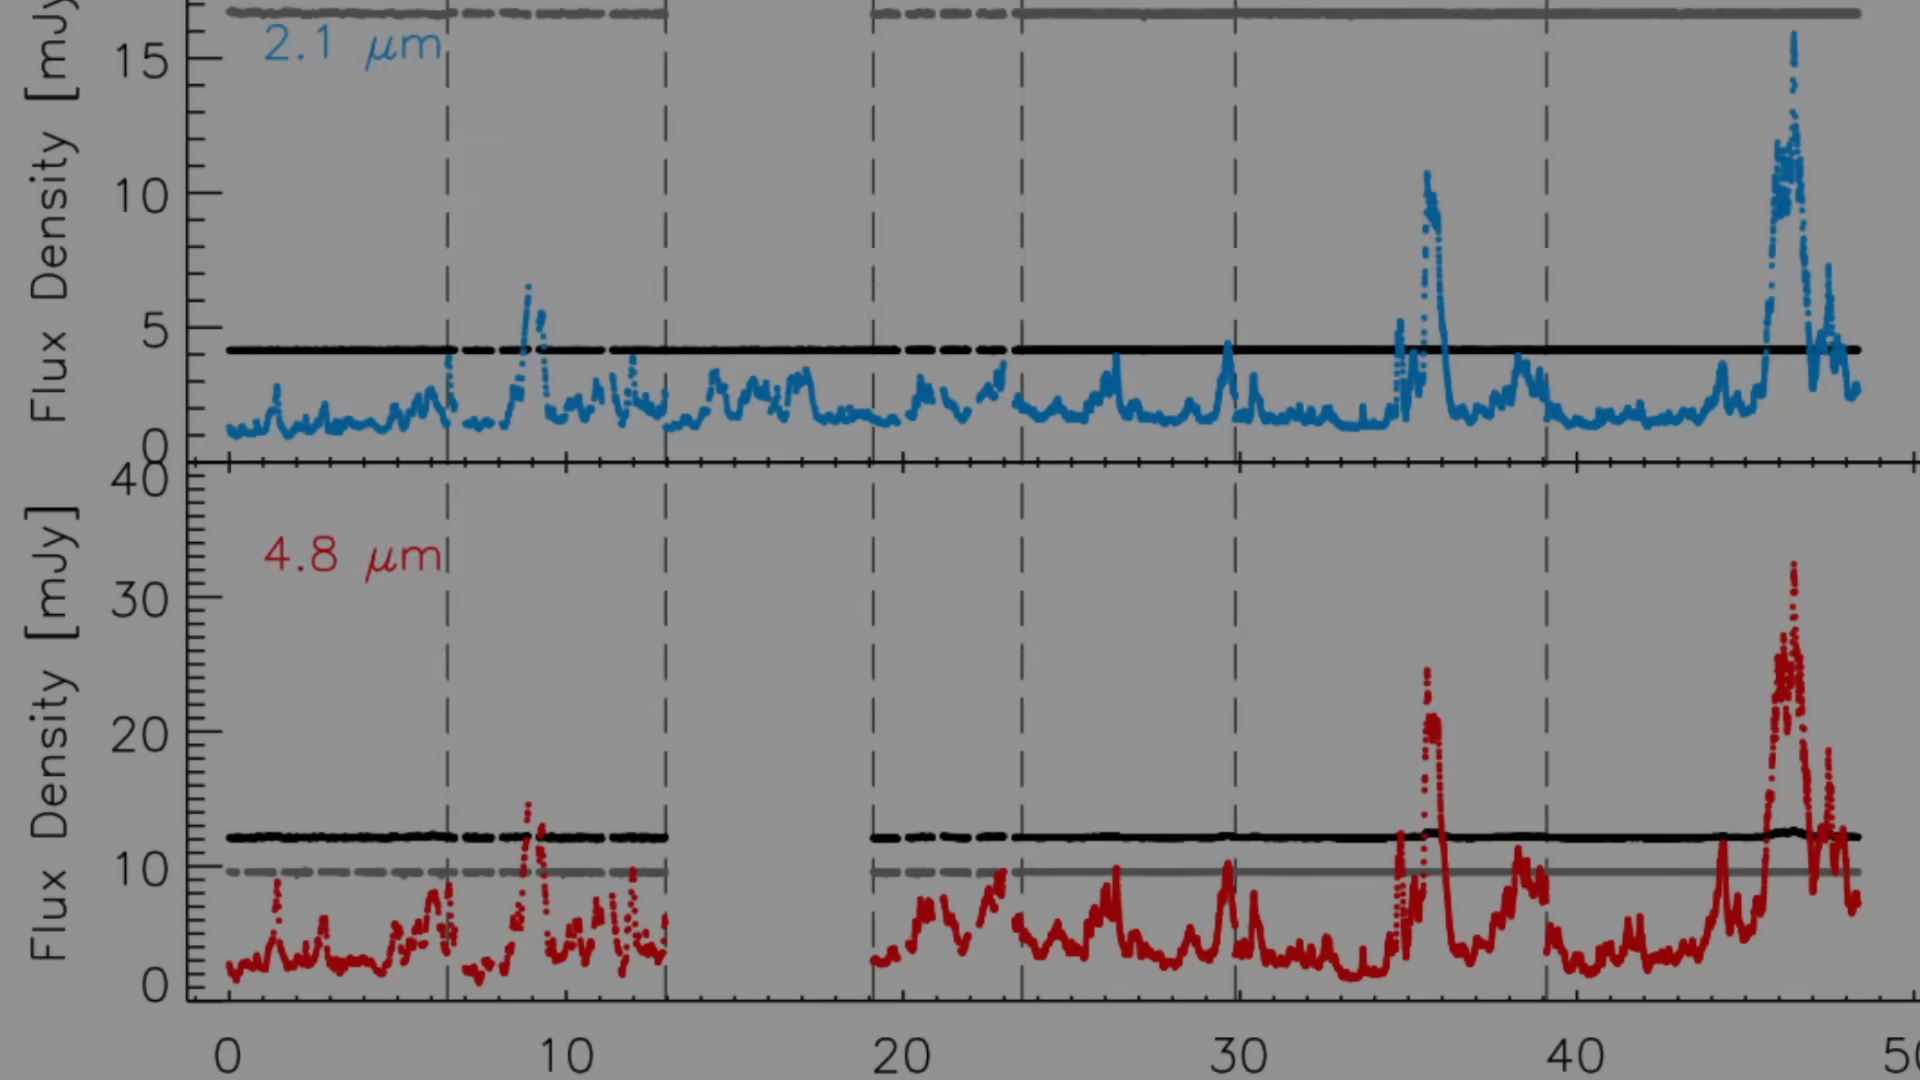 Flux Density [mJy
2.1 μm
15
10
5
0
Flux Density [mJy]
4.8 μm
40
30
20
10
0
0 10 20 30 40